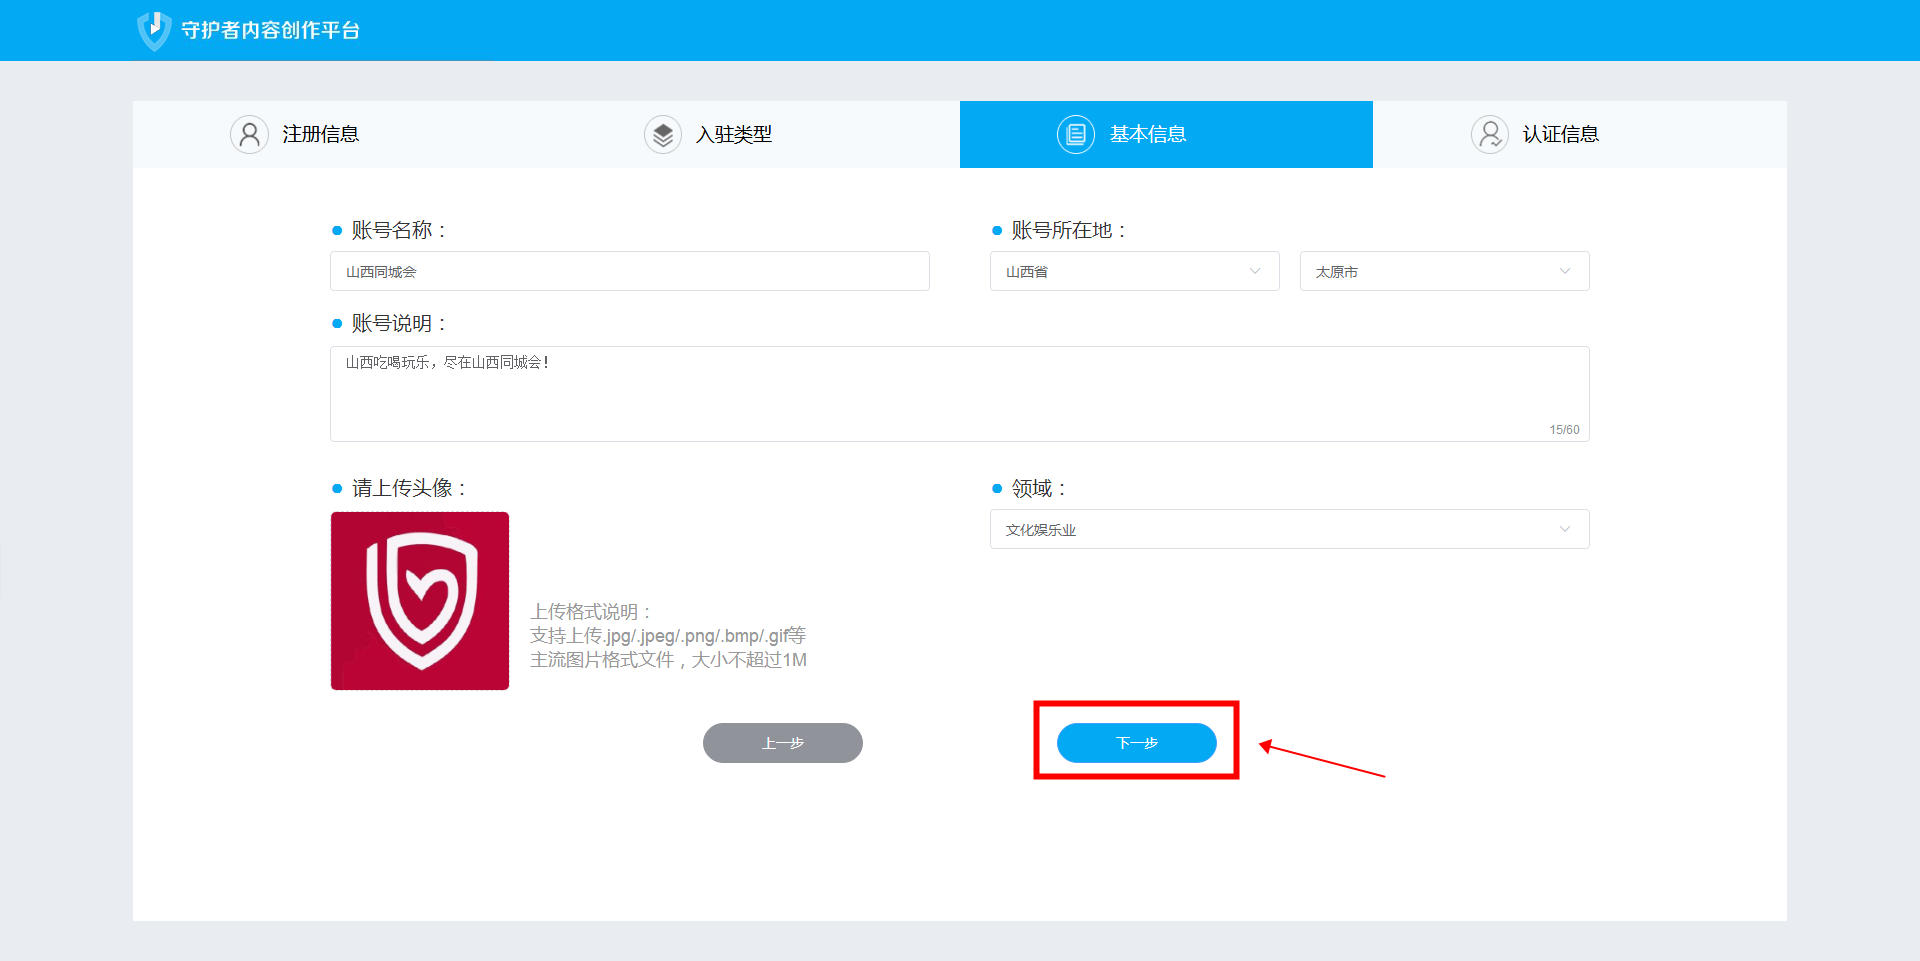 守护者内容创作平台
注册信息
入驻类型
基本信息
认证信息
账号名称：
账号所在地：
山西同城会
山西省
太原市
账号说明：
山西吃喝玩乐，尽在山西同城会！
15/60
请上传头像：
领域：
文化娱乐业
上传格式说明：
支持上传.jpg/.jpeg/.png/.bmp/.gif等
主流图片格式文件，大小不超过1M
上一步
下一步